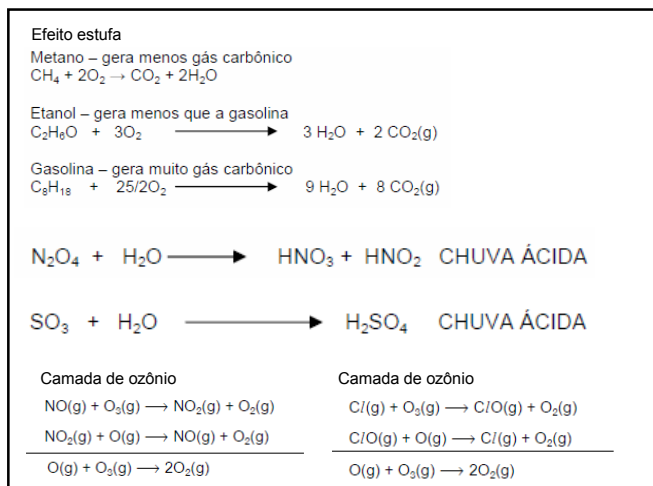 Efeito estufa
Metano – gera menos gás carbônico
CH₄ + 2O₂ → CO₂ + 2H₂O
Etanol – gera menos que a gasolina
C₂H₆O + 3O₂ ⟶ 3 H₂O + 2 CO₂(g)
Gasolina – gera muito gás carbônico
C₈H₁₈ + 25/2O₂ ⟶ 9 H₂O + 8 CO₂(g)
N₂O₄ + H₂O ⟶ HNO₃ + HNO₂ CHUVA ÁCIDA
SO₃ + H₂O ⟶ H₂SO₄ CHUVA ÁCIDA
Camada de ozônio
NO(g) + O₃(g) ⟶ NO₂(g) + O₂(g)
NO₂(g) + O(g) ⟶ NO(g) + O₂(g)
O(g) + O₃(g) ⟶ 2O₂(g)
Camada de ozônio
Cl(g) + O₃(g) ⟶ ClO(g) + O₂(g)
ClO(g) + O(g) ⟶ Cl(g) + O₂(g)
O(g) + O₃(g) ⟶ 2O₂(g)